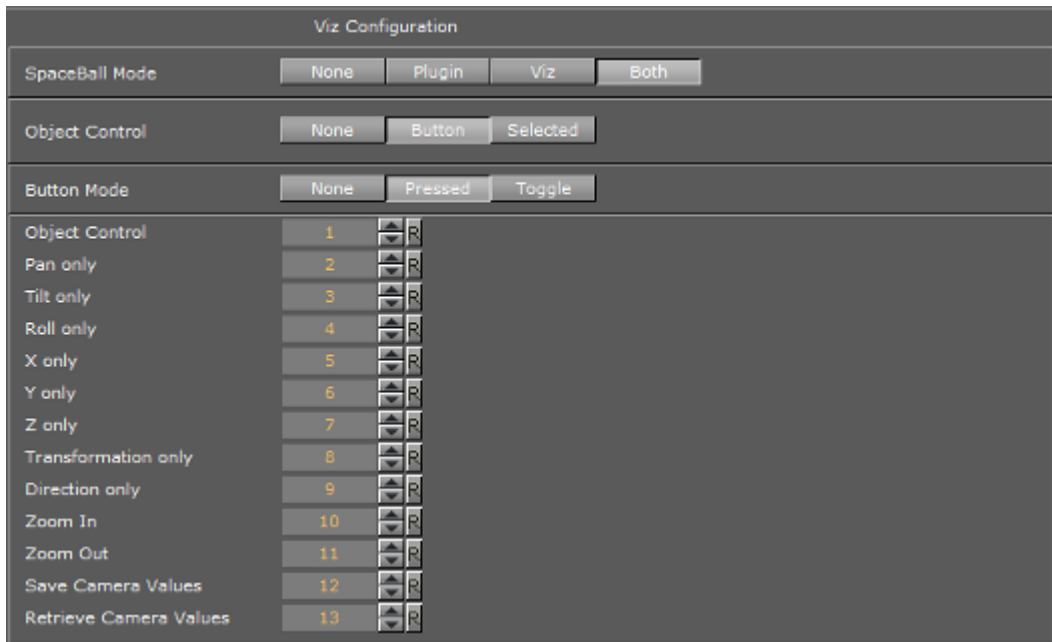 Viz Configuration
SpaceBall Mode None Plugin Viz Both
Object Control None Button Selected
Button Mode None Pressed Toggle
Object Control 1 R
Pan only 2 R
Tilt only 3 R
Roll only 4 R
X only 5 R
Y only 6 R
Z only 7 R
Transformation only 8 R
Direction only 9 R
Zoom In 10 R
Zoom Out 11 R
Save Camera Values 12 R
Retrieve Camera Values 13 R